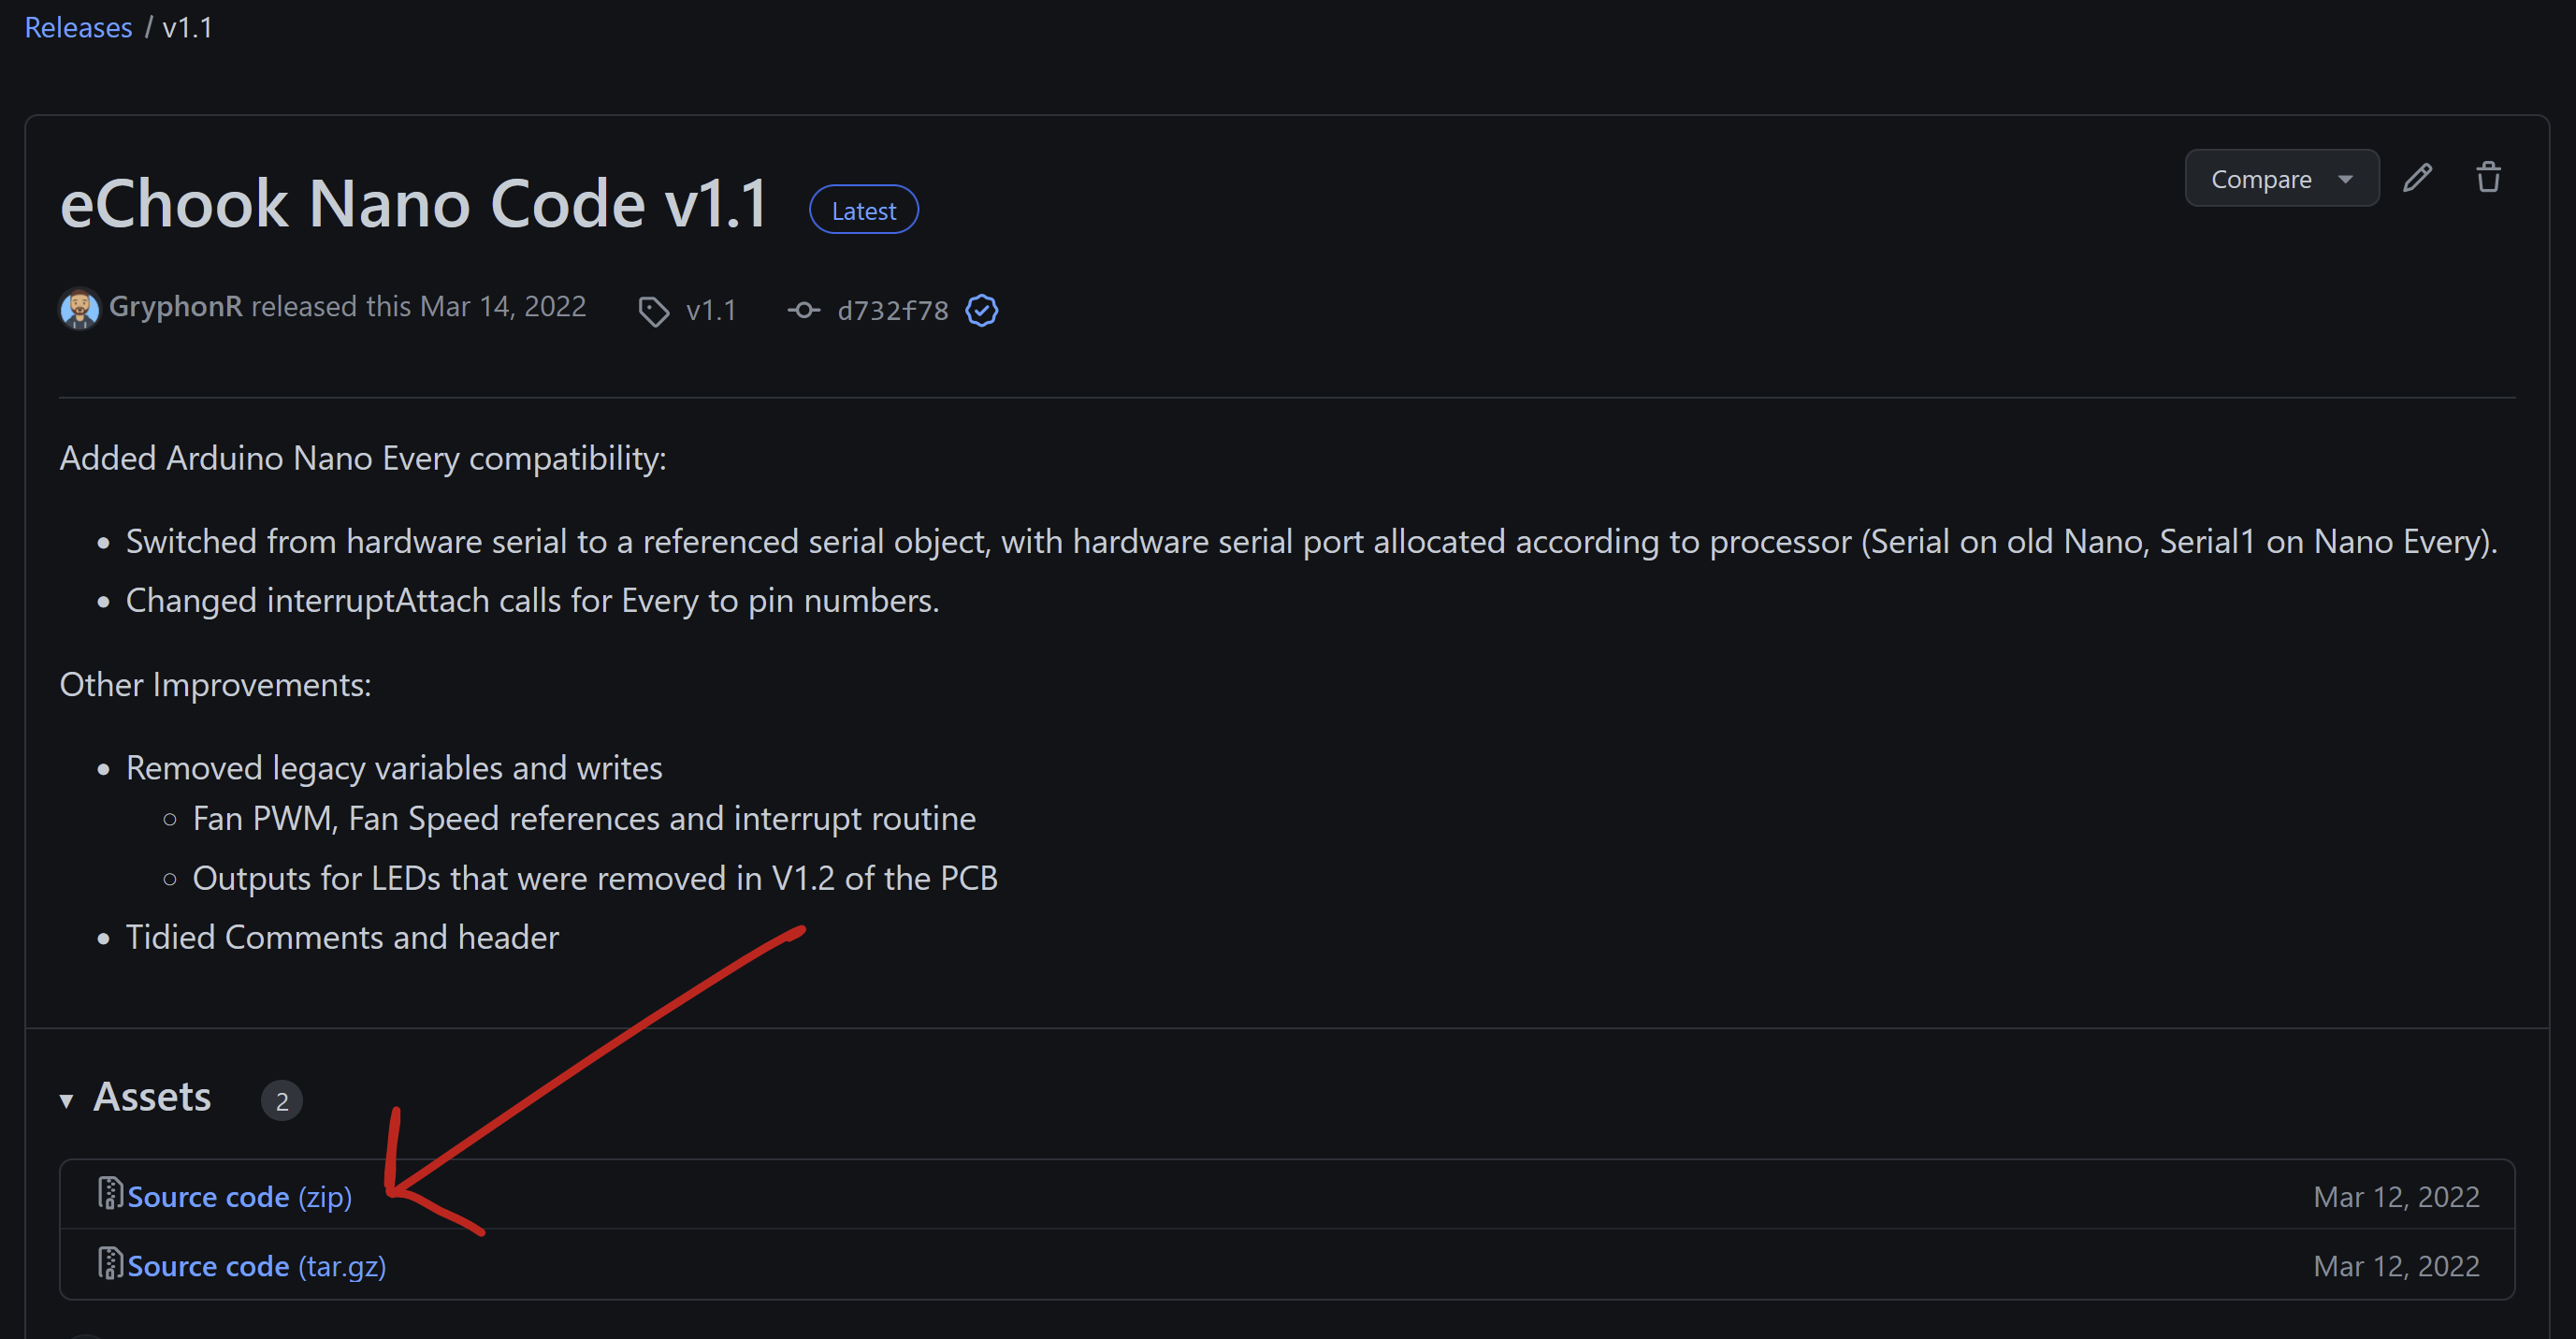 Releases / v1.1
eChook Nano Code v1.1 Latest
Compare
GryphonR released this Mar 14, 2022 v1.1 d732f78
Added Arduino Nano Every compatibility:
Switched from hardware serial to a referenced serial object, with hardware serial port allocated according to processor (Serial on old Nano, Serial1 on Nano Every).
Changed interruptAttach calls for Every to pin numbers.
Other Improvements:
Removed legacy variables and writes
Fan PWM, Fan Speed references and interrupt routine
Outputs for LEDs that were removed in V1.2 of the PCB
Tidied Comments and header
Assets 2
Source code (zip) Mar 12, 2022
Source code (tar.gz) Mar 12, 2022